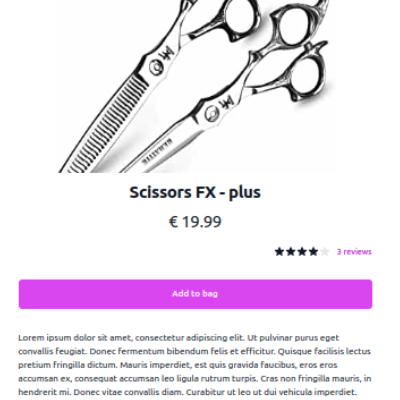 Scissors FX - plus
€ 19.99
3 reviews
Add to bag
Lorem ipsum dolor sit amet, consectetur adipiscing elit. Ut pulvinar purus eget
convallis feugiat. Donec fermentum bibendum felis et efficitur. Quisque facilisis lectus
pretium fringilla dictum. Mauris imperdiet, est quis gravida faucibus, eros eros
accumsan ex, consequat accumsan leo ligula rutrum turpis. Cras non fringilla mauris, in
hendrerit mi. Donec vitae convallis diam. Curabitur ut leo ut dui vehicula imperdiet.